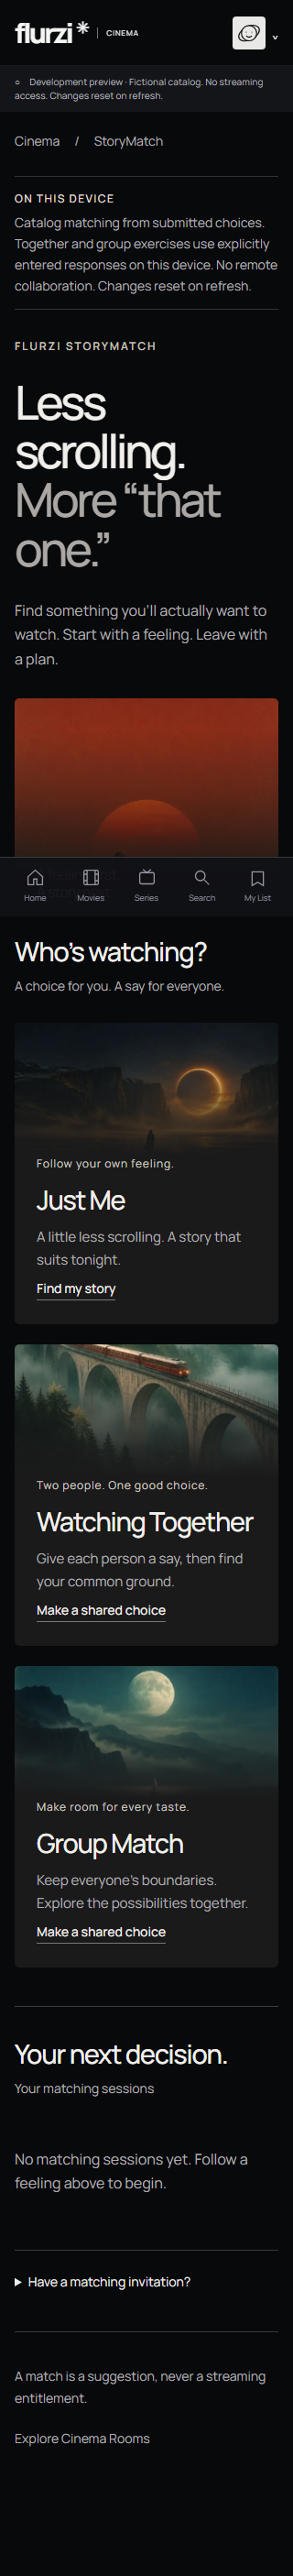 flurzi CINEMA
Development preview · Fictional catalog. No streaming
access. Changes reset on refresh.
Cinema / StoryMatch
ON THIS DEVICE
Catalog matching from submitted choices.
Together and group exercises use explicitly
entered responses on this device. No remote
collaboration. Changes reset on refresh.
FLURZI STORYMATCH
Less
scrolling.
More “that
one.”
Find something you’ll actually want to
watch. Start with a feeling. Leave with
a plan.
Home Movies Series Search My List
Who’s watching?
A choice for you. A say for everyone.
Follow your own feeling.
Just Me
A little less scrolling. A story that
suits tonight.
Find my story
Two people. One good choice.
Watching Together
Give each person a say, then find
your common ground.
Make a shared choice
Make room for every taste.
Group Match
Keep everyone’s boundaries.
Explore the possibilities together.
Make a shared choice
Your next decision.
Your matching sessions
No matching sessions yet. Follow a
feeling above to begin.
Have a matching invitation?
A match is a suggestion, never a streaming
entitlement.
Explore Cinema Rooms